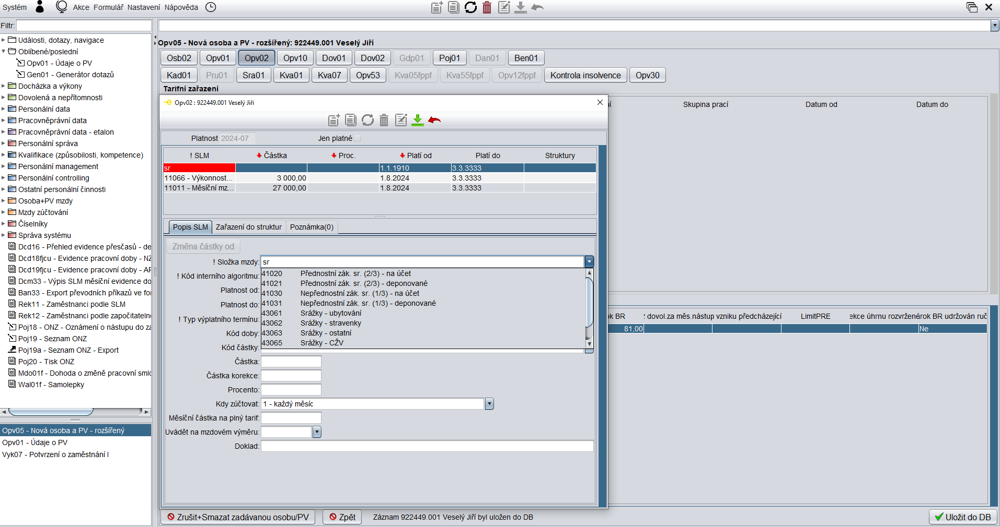 Systém Akce Formulář Nastavení Nápověda
Filtr:
Události, dotazy, navigace
Oblíbené/poslední
Opv01 - Údaje o PV
Gen01 - Generátor dotazů
Docházka a výkony
Dovolená a nepřítomnosti
Personální data
Pracovněprávní data
Pracovněprávní data - etalon
Personální správa
Kvalifikace (způsobilosti, kompetence)
Personální management
Personální controlling
Ostatní personální činnosti
Osoba+PV mzdy
Mzdy zúčtování
Číselníky
Správa systému
Dcd16 - Přehled evidence přesčasů - de
Dcd18fjcu - Evidence pracovní doby - NZ
Dcd19fjcu - Evidence pracovní doby - AF
Dcm33 - Výpis SLM měsíční evidence do
Ban33 - Export převodních příkazů ve for
Rek11 - Zaměstnanci podle SLM
Rek12 - Zaměstnanci podle započitateln
Poj18 - ONZ - Oznámení o nástupu do za
Poj19 - Seznam ONZ
Poj19a - Seznam ONZ - Export
Poj20 - Tisk ONZ
Mdo01f - Dohoda o změně pracovní smlo
Wal01f - Samolepky
Opv05 - Nová osoba a PV - rozšířený
Opv01 - Údaje o PV
Vyk07 - Potvrzení o zaměstnání I
Opv05 - Nová osoba a PV - rozšířený: 922449.001 Veselý Jiří
Osb02 Opv01 Opv02 Opv10 Dov01 Dov02 Gdp01 Poj01 Dan01 Ben01
Kad01 Pru01 Sra01 Kva01 Kva07 Opv53 Kva05fppf Kva55fppf Opv12fppf Kontrola insolvence Opv30
Tarifní zařazení
Skupina prací Datum od Datum do
Opv02 : 922449.001 Veselý Jiří
Platnost 2024-07 Jen platné
! SLM Částka Proc. Platí od Platí do Struktury
sr 1.1.1910 3.3.3333
11066 - Výkonnost... 3 000,00 1.8.2024 3.3.3333
11011 - Měsíční mz... 27 000,00 1.8.2024 3.3.3333
Popis SLM Zařazení do struktur Poznámka(0)
Změna částky od
! Složka mzdy: sr
! Kód interního algoritmu:
Platnost od:
Platnost do:
! Typ výplatního termínu:
Kód doby:
Kód částky:
41020 Přednostní zák. sr. (2/3) - na účet
41021 Přednostní zák. sr. (2/3) - deponované
41030 Nepřednostní zák. sr. (1/3) - na účet
41031 Nepřednostní zák. sr. (1/3) - deponované
43061 Srážky - ubytování
43062 Srážky - stravenky
43063 Srážky - ostatní
43065 Srážky - CŽV
Částka:
Částka korekce:
Procento:
Kdy zúčtovat: 1 - každý měsíc
Měsíční částka na plný tarif:
Uvádět na mzdovém výměru:
Doklad:
ok BR dovol.za měs.nástup vzniku předcházející LimitPRE ekce úhrnu rozvržené rok BR udržován ruč
81,00 Ne
Zrušit+Smazat zadávanou osobu/PV Zpět Záznam 922449.001 Veselý Jiří byl uložen do DB Uložit do DB